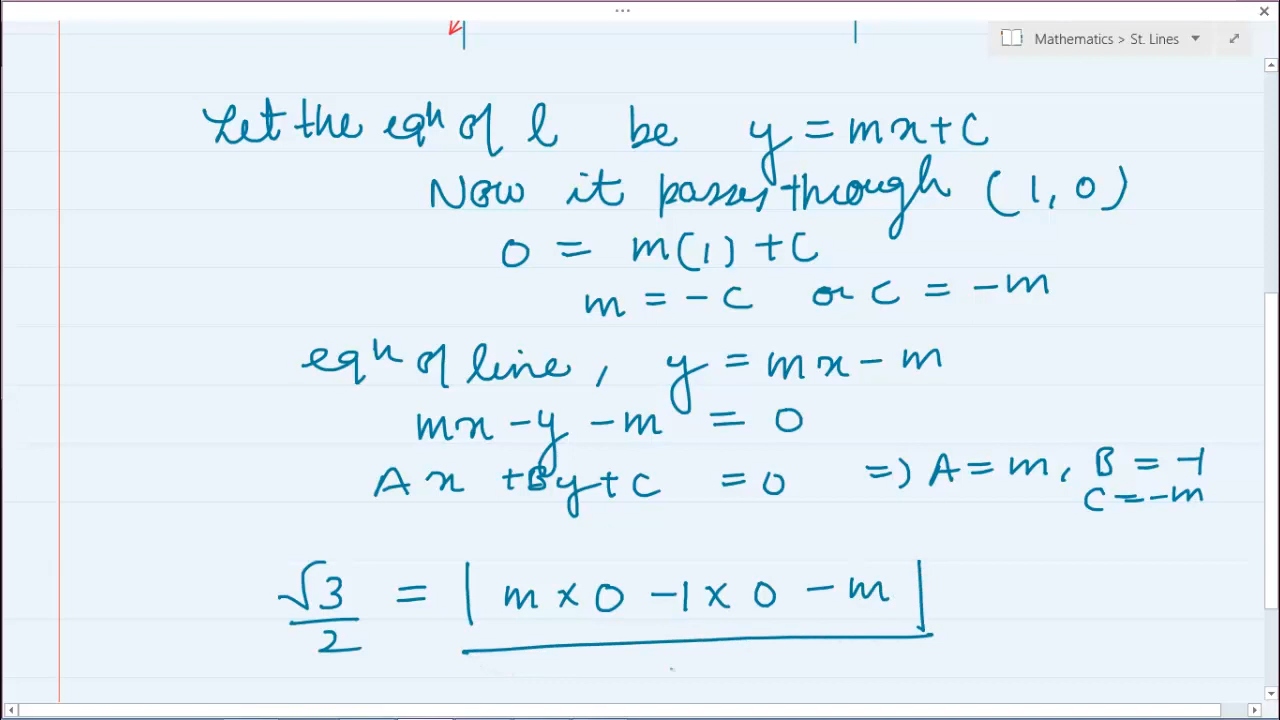 Mathematics > St. Lines
Let the eqn of l be y = mx + c
Now it passes through (1, 0)
0 = m(1) + c
m = - c or c = - m
eqn of line, y = mx - m
mx - y - m = 0
Ax + By + C = 0 => A = m, B = -1
C = -m
√3/2 = | m × 0 - 1 × 0 - m |